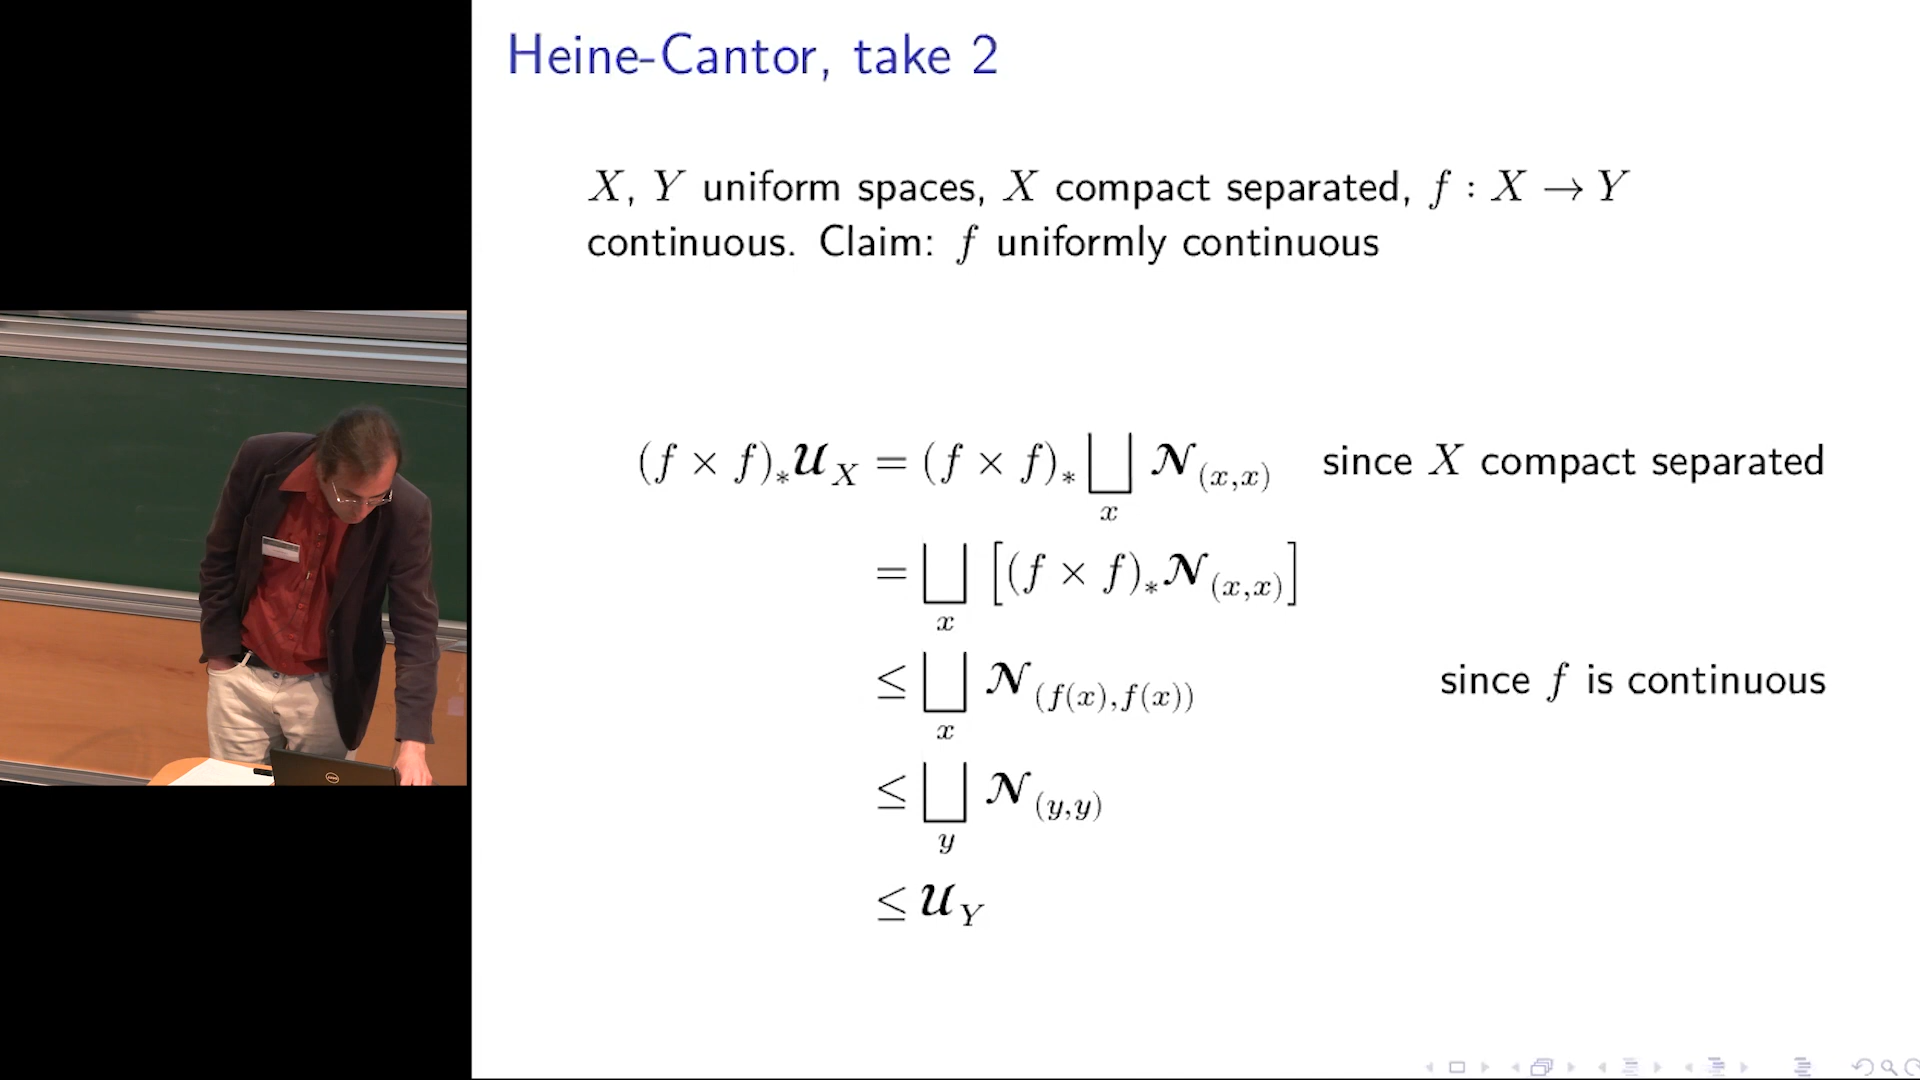 Heine-Cantor, take 2
X, Y uniform spaces, X compact separated, f : X → Y
continuous. Claim: f uniformly continuous
(f × f)_* 𝓤_X = (f × f)_* ⨆_x 𝓝_(x,x) since X compact separated
= ⨆_x [(f × f)_* 𝓝_(x,x)]
≤ ⨆_x 𝓝_(f(x),f(x)) since f is continuous
≤ ⨆_y 𝓝_(y,y)
≤ 𝓤_Y